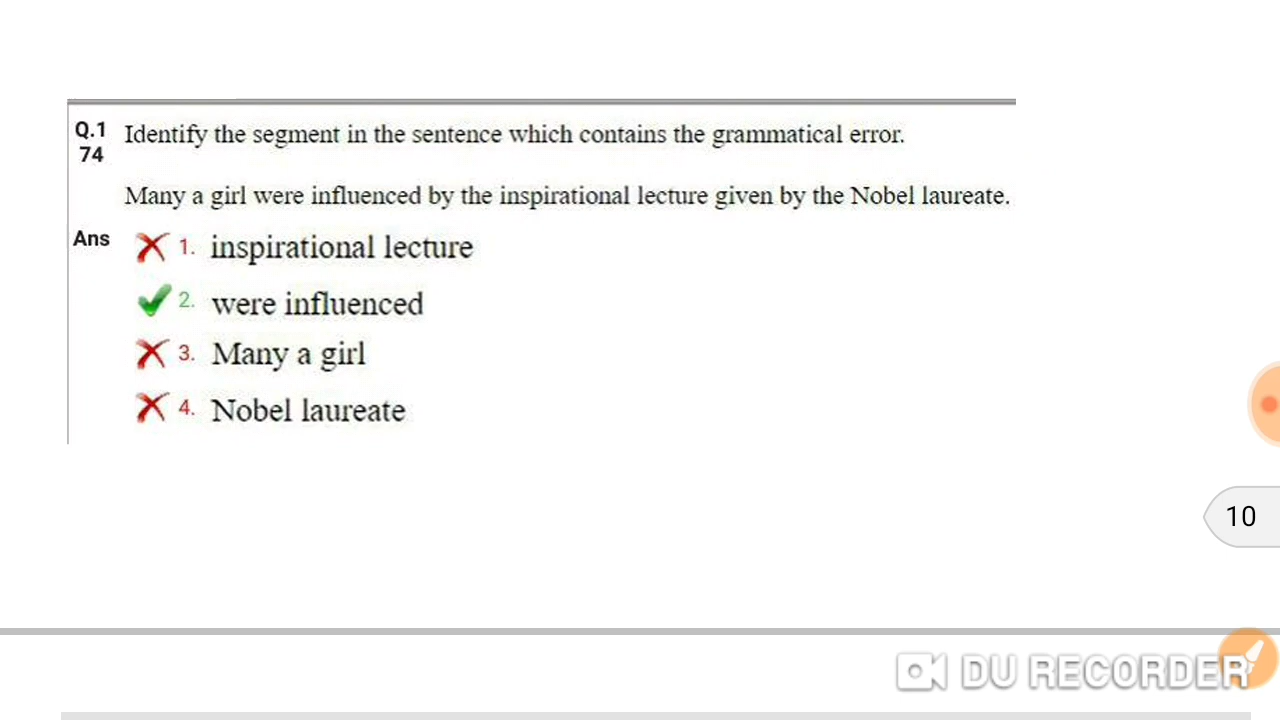 Q.1 Identify the segment in the sentence which contains the grammatical error.
74
Many a girl were influenced by the inspirational lecture given by the Nobel laureate.
Ans 1. inspirational lecture
2. were influenced
3. Many a girl
4. Nobel laureate
10
DU RECORDER